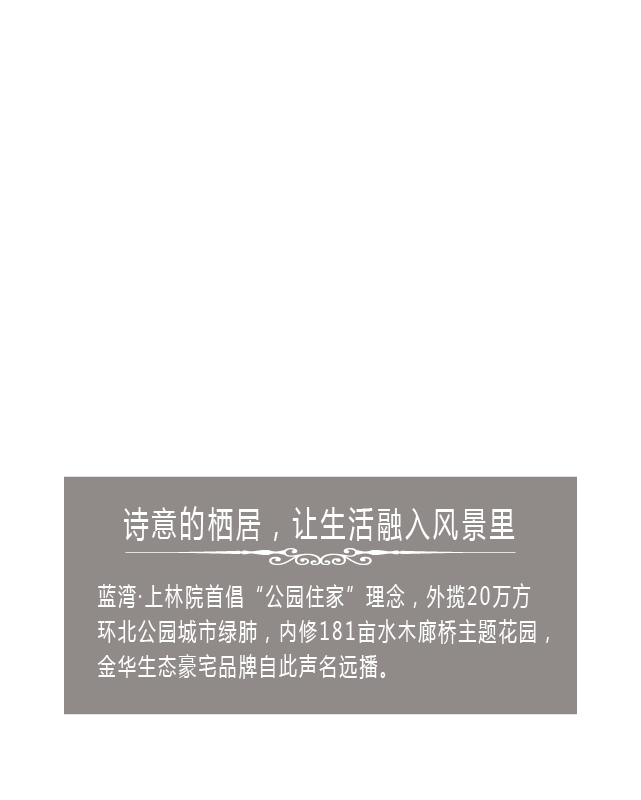 诗意的栖居，让生活融入风景里
蓝湾·上林院首倡“公园住家”理念，外揽20万方
环北公园城市绿肺，内修181亩水木廊桥主题花园，
金华生态豪宅品牌自此声名远播。